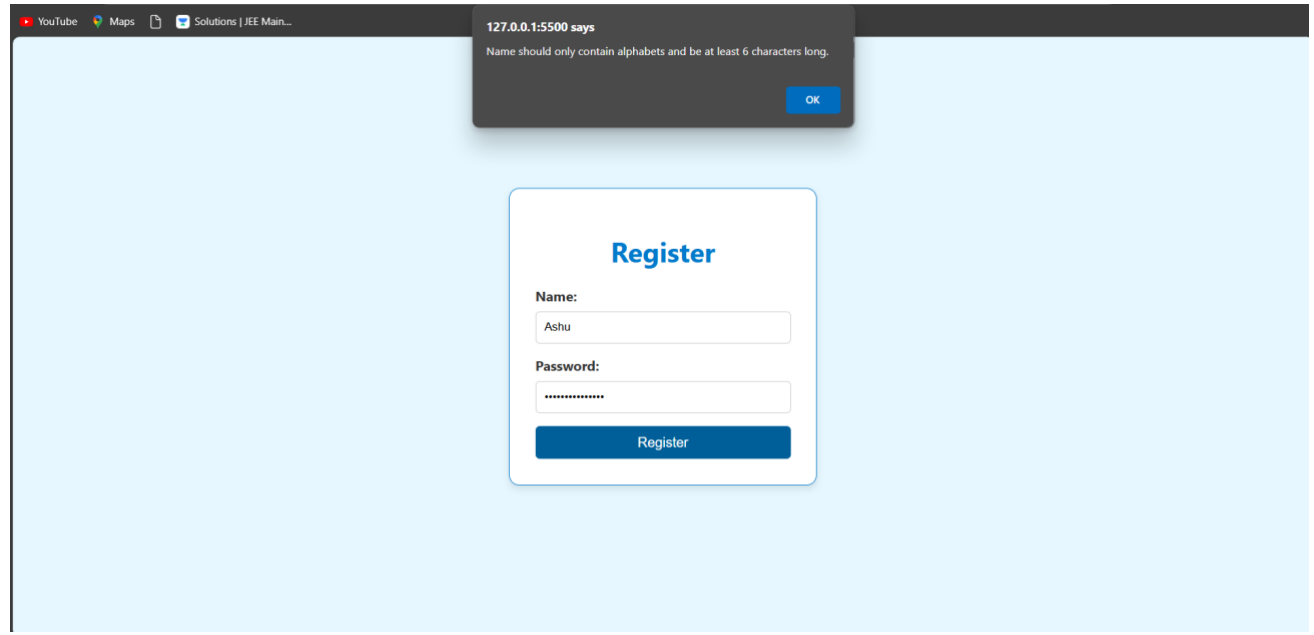 YouTube Maps Solutions | JEE Main...
127.0.0.1:5500 says
Name should only contain alphabets and be at least 6 characters long.
OK
Register
Name:
Ashu
Password:
•••••••••••••••
Register